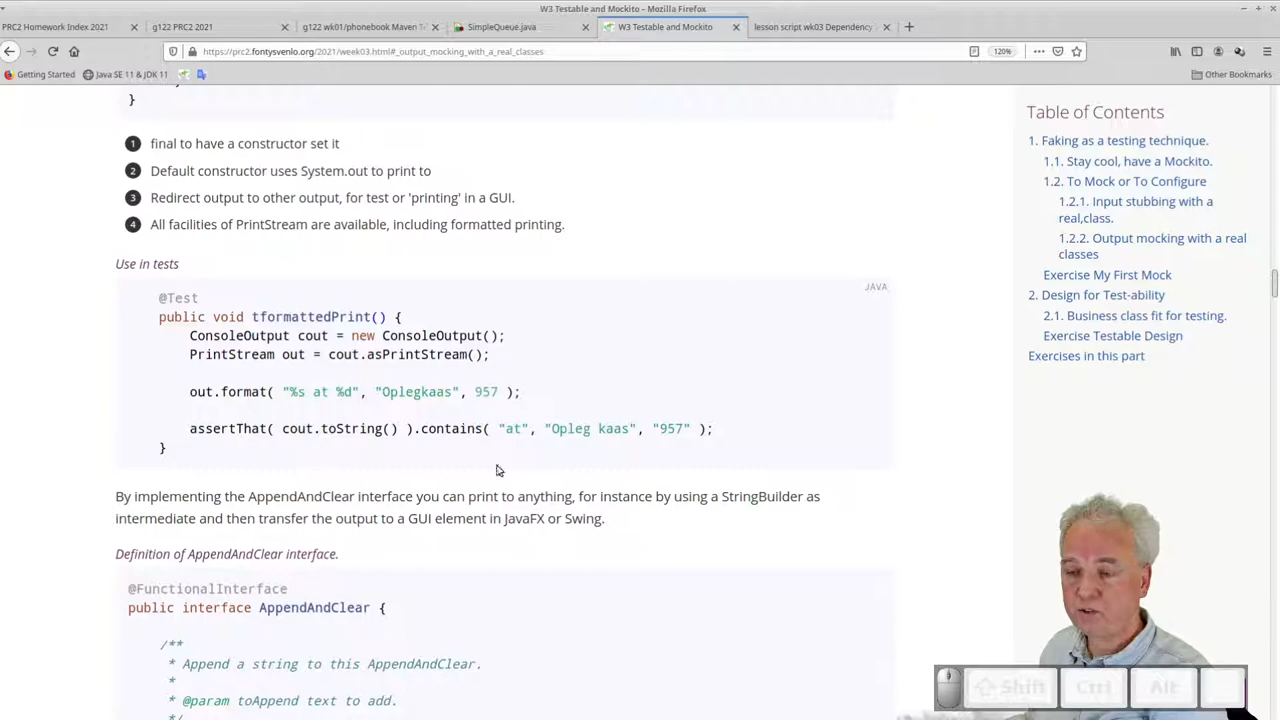 W3 Testable and Mockito - Mozilla Firefox
PRC2 Homework Index 2021
g122 PRC2 2021
g122 wk01/phonebook Maven T
SimpleQueue.java
W3 Testable and Mockito
lesson script wk03 Dependency
https://prc2.fontysvenlo.org/2021/week03.html#_output_mocking_with_a_real_classes
120%
Getting Started
Java SE 11 & JDK 11
Other Bookmarks
}
1 final to have a constructor set it
2 Default constructor uses System.out to print to
3 Redirect output to other output, for test or 'printing' in a GUI.
4 All facilities of PrintStream are available, including formatted printing.
Use in tests
JAVA
@Test
public void tformattedPrint() {
ConsoleOutput cout = new ConsoleOutput();
PrintStream out = cout.asPrintStream();
out.format( "%s at %d", "Oplegkaas", 957 );
assertThat( cout.toString() ).contains( "at", "Opleg kaas", "957" );
}
By implementing the AppendAndClear interface you can print to anything, for instance by using a StringBuilder as
intermediate and then transfer the output to a GUI element in JavaFX or Swing.
Definition of AppendAndClear interface.
@FunctionalInterface
public interface AppendAndClear {
/**
* Append a string to this AppendAndClear.
*
* @param toAppend text to add.
*/
Table of Contents
1. Faking as a testing technique.
1.1. Stay cool, have a Mockito.
1.2. To Mock or To Configure
1.2.1. Input stubbing with a
real,class.
1.2.2. Output mocking with a real
classes
Exercise My First Mock
2. Design for Test-ability
2.1. Business class fit for testing.
Exercise Testable Design
Exercises in this part
Shift
Ctrl
Alt